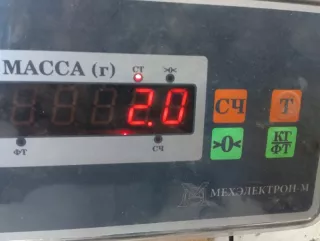 МАССА (г) СТ >0<
2.0 СЧ Т
>0< КТ ФТ
ФТ СЧ
МЕХЭЛЕКТРОН-М